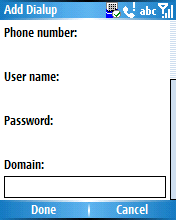 Add Dialup abc
Phone number:
User name:
Password:
Domain:
Done Cancel